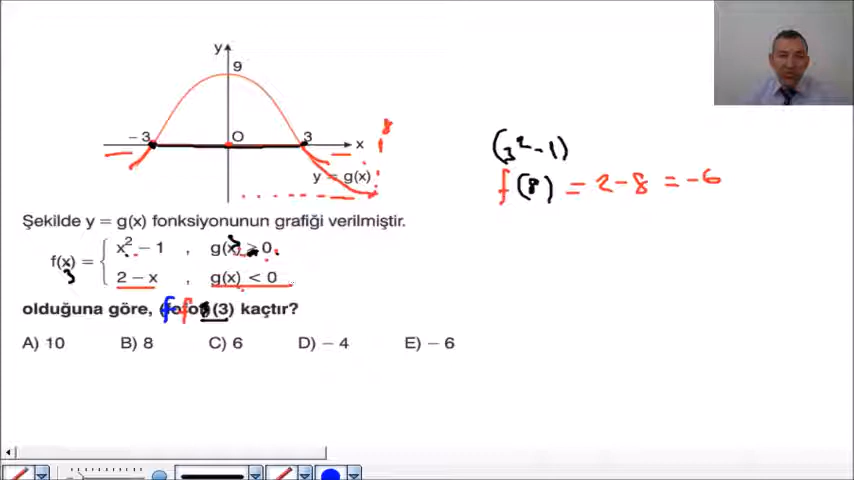 y
9
8
-3
O
3
x
y = g(x)
(3² - 1)
f(8) = 2 - 8 = -6
Şekilde y = g(x) fonksiyonunun grafiği verilmiştir.
x² - 1 , g(x) ≥ 0
f(x) =
2 - x , g(x) < 0
olduğuna göre, (3) kaçtır?
A) 10 B) 8 C) 6 D) - 4 E) - 6